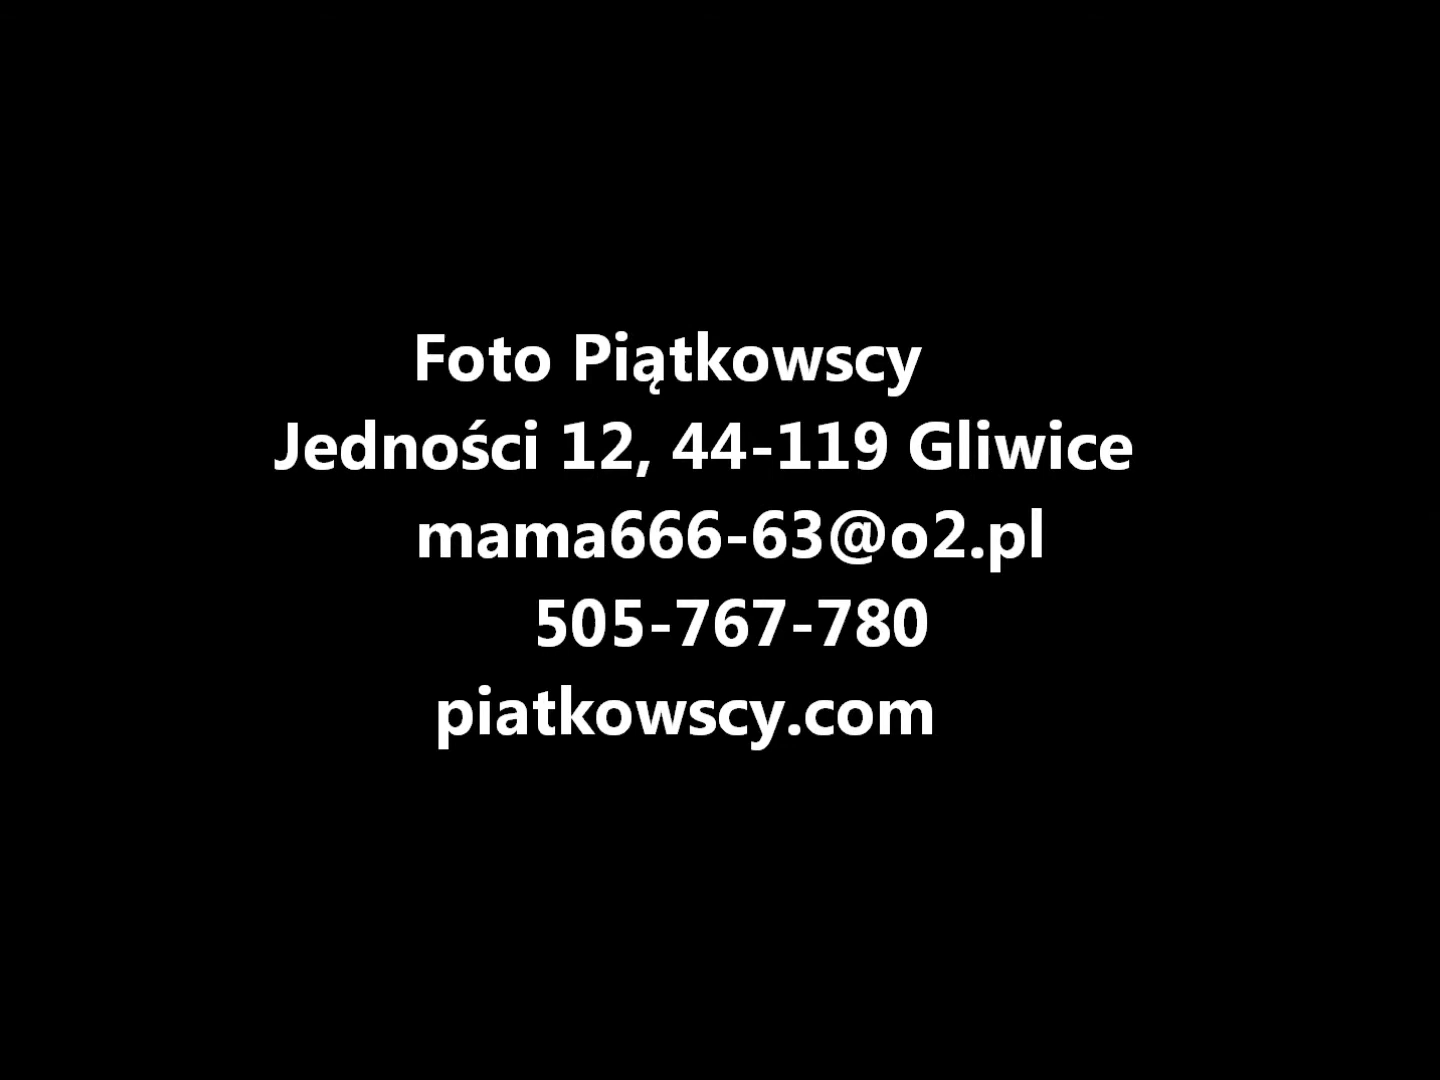 Foto Piątkowscy
Jedności 12, 44-119 Gliwice
mama666-63@o2.pl
505-767-780
piatkowscy.com